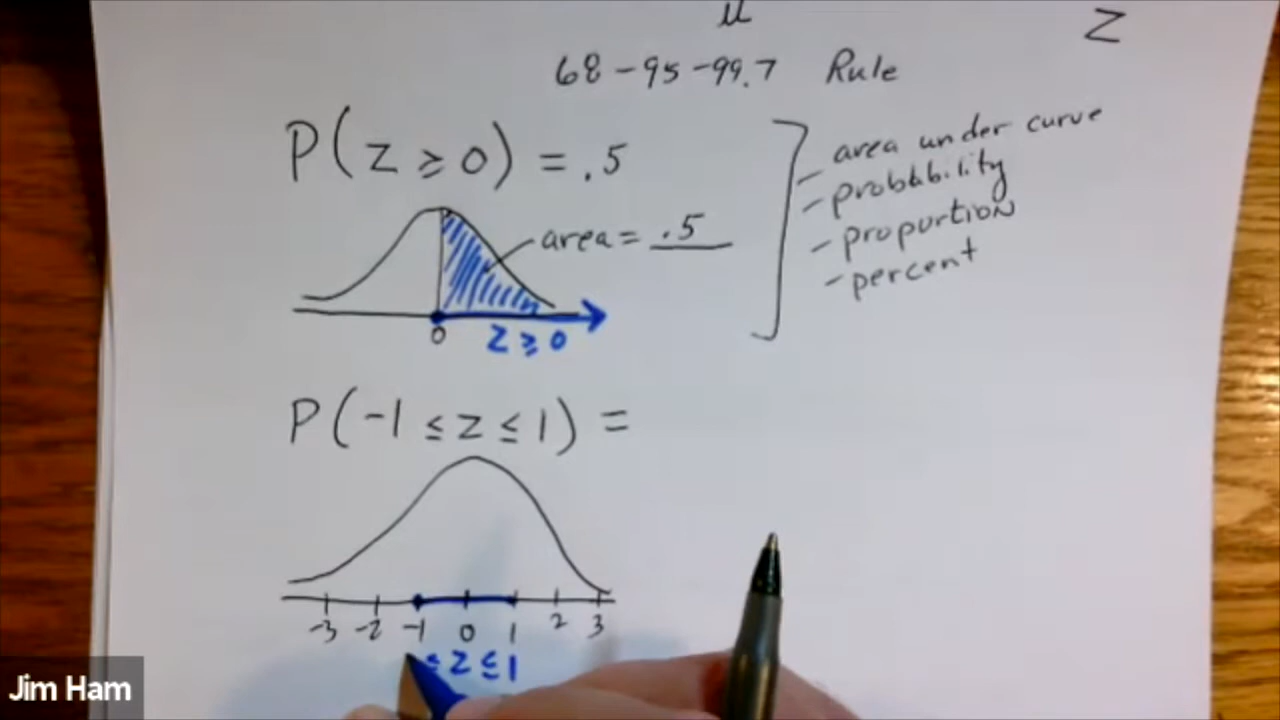 μ
Z
68-95-99.7 Rule
P(Z ≥ 0) = .5
- area under curve
- probability
- proportion
- percent
area = .5
0
Z ≥ 0
P(-1 ≤ Z ≤ 1) =
-3 -2 -1 0 1 2 3
≤ Z ≤ 1
Jim Ham